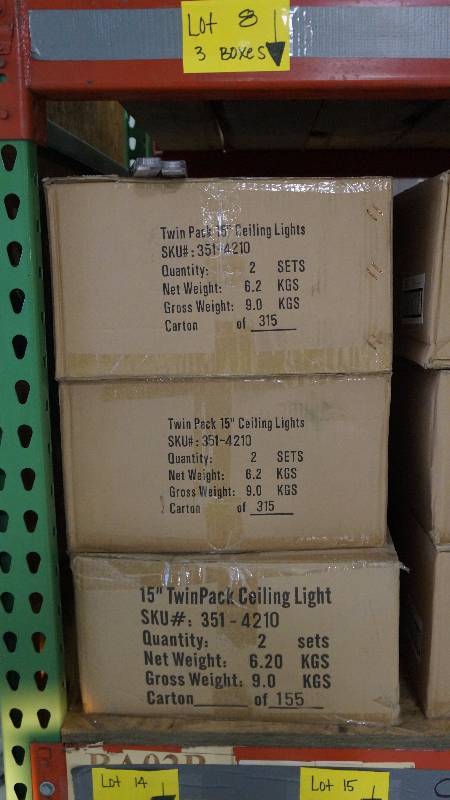 Lot 8
3 BOXES
Twin Pack 15" Ceiling Lights
SKU#: 351-4210
Quantity: 2 SETS
Net Weight: 6.2 KGS
Gross Weight: 9.0 KGS
Carton of 315
Twin Pack 15" Ceiling Lights
SKU#: 351-4210
Quantity: 2 SETS
Net Weight: 6.2 KGS
Gross Weight: 9.0 KGS
Carton of 315
15" TwinPack Ceiling Light
SKU#: 351-4210
Quantity: 2 sets
Net Weight: 6.20 KGS
Gross Weight: 9.0 KGS
Carton of 155
Lot 14
Lot 15